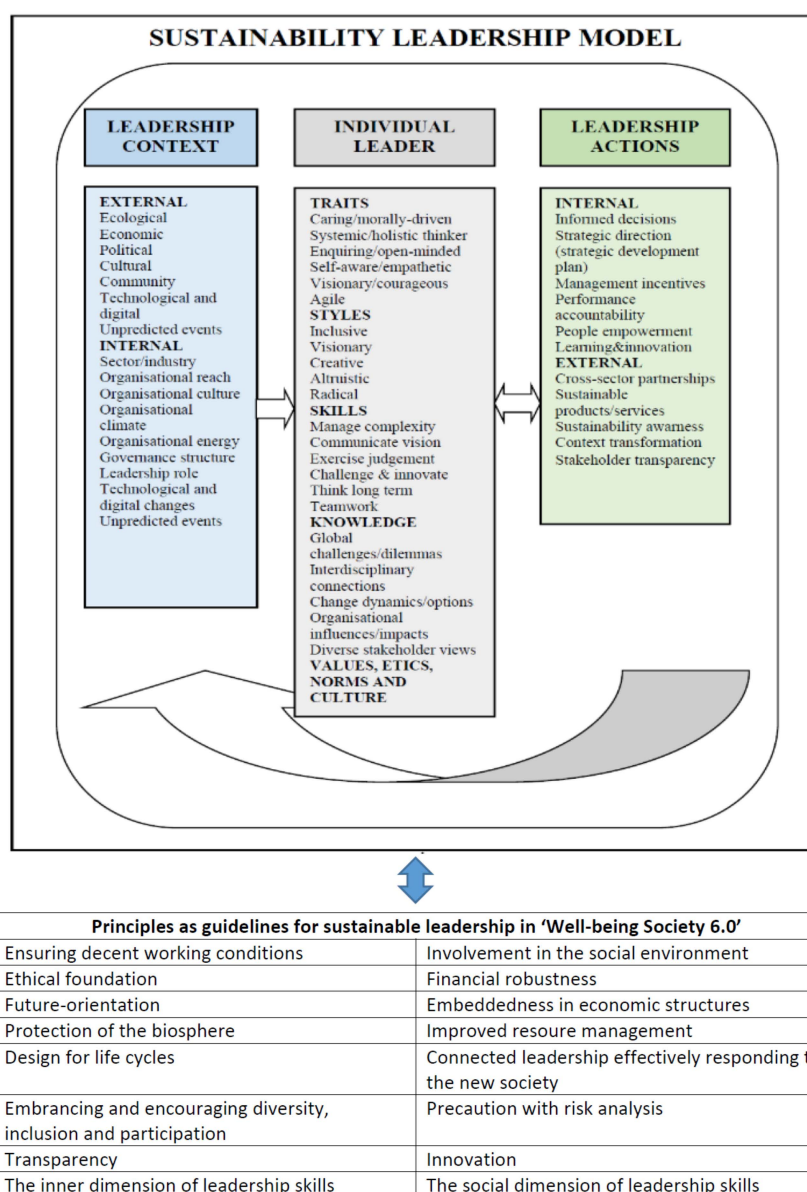 SUSTAINABILITY LEADERSHIP MODEL
LEADERSHIP
CONTEXT
EXTERNAL
Ecological
Economic
Political
Cultural
Community
Technological and
digital
Unpredicted events
INTERNAL
Sector/industry
Organisational reach
Organisational culture
Organisational
climate
Organisational energy
Governance structure
Leadership role
Technological and
digital changes
Unpredicted events
INDIVIDUAL
LEADER
TRAITS
Caring/morally-driven
Systemic/holistic thinker
Enquiring/open-minded
Self-aware/empathetic
Visionary/courageous
Agile
STYLES
Inclusive
Visionary
Creative
Altruistic
Radical
SKILLS
Manage complexity
Communicate vision
Exercise judgement
Challenge & innovate
Think long term
Teamwork
KNOWLEDGE
Global
challenges/dilemmas
Interdisciplinary
connections
Change dynamics/options
Organisational
influences/impacts
Diverse stakeholder views
VALUES, ETICS,
NORMS AND
CULTURE
LEADERSHIP
ACTIONS
INTERNAL
Informed decisions
Strategic direction
(strategic development
plan)
Management incentives
Performance
accountability
People empowerment
Learning&innovation
EXTERNAL
Cross-sector partnerships
Sustainable
products/services
Sustainability awarness
Context transformation
Stakeholder transparency
Principles as guidelines for sustainable leadership in ‘Well-being Society 6.0’
Ensuring decent working conditions
Involvement in the social environment
Ethical foundation
Financial robustness
Future-orientation
Embeddedness in economic structures
Protection of the biosphere
Improved resoure management
Design for life cycles
Connected leadership effectively responding
the new society
Embrancing and encouraging diversity,
inclusion and participation
Precaution with risk analysis
Transparency
Innovation
The inner dimension of leadership skills
The social dimension of leadership skills